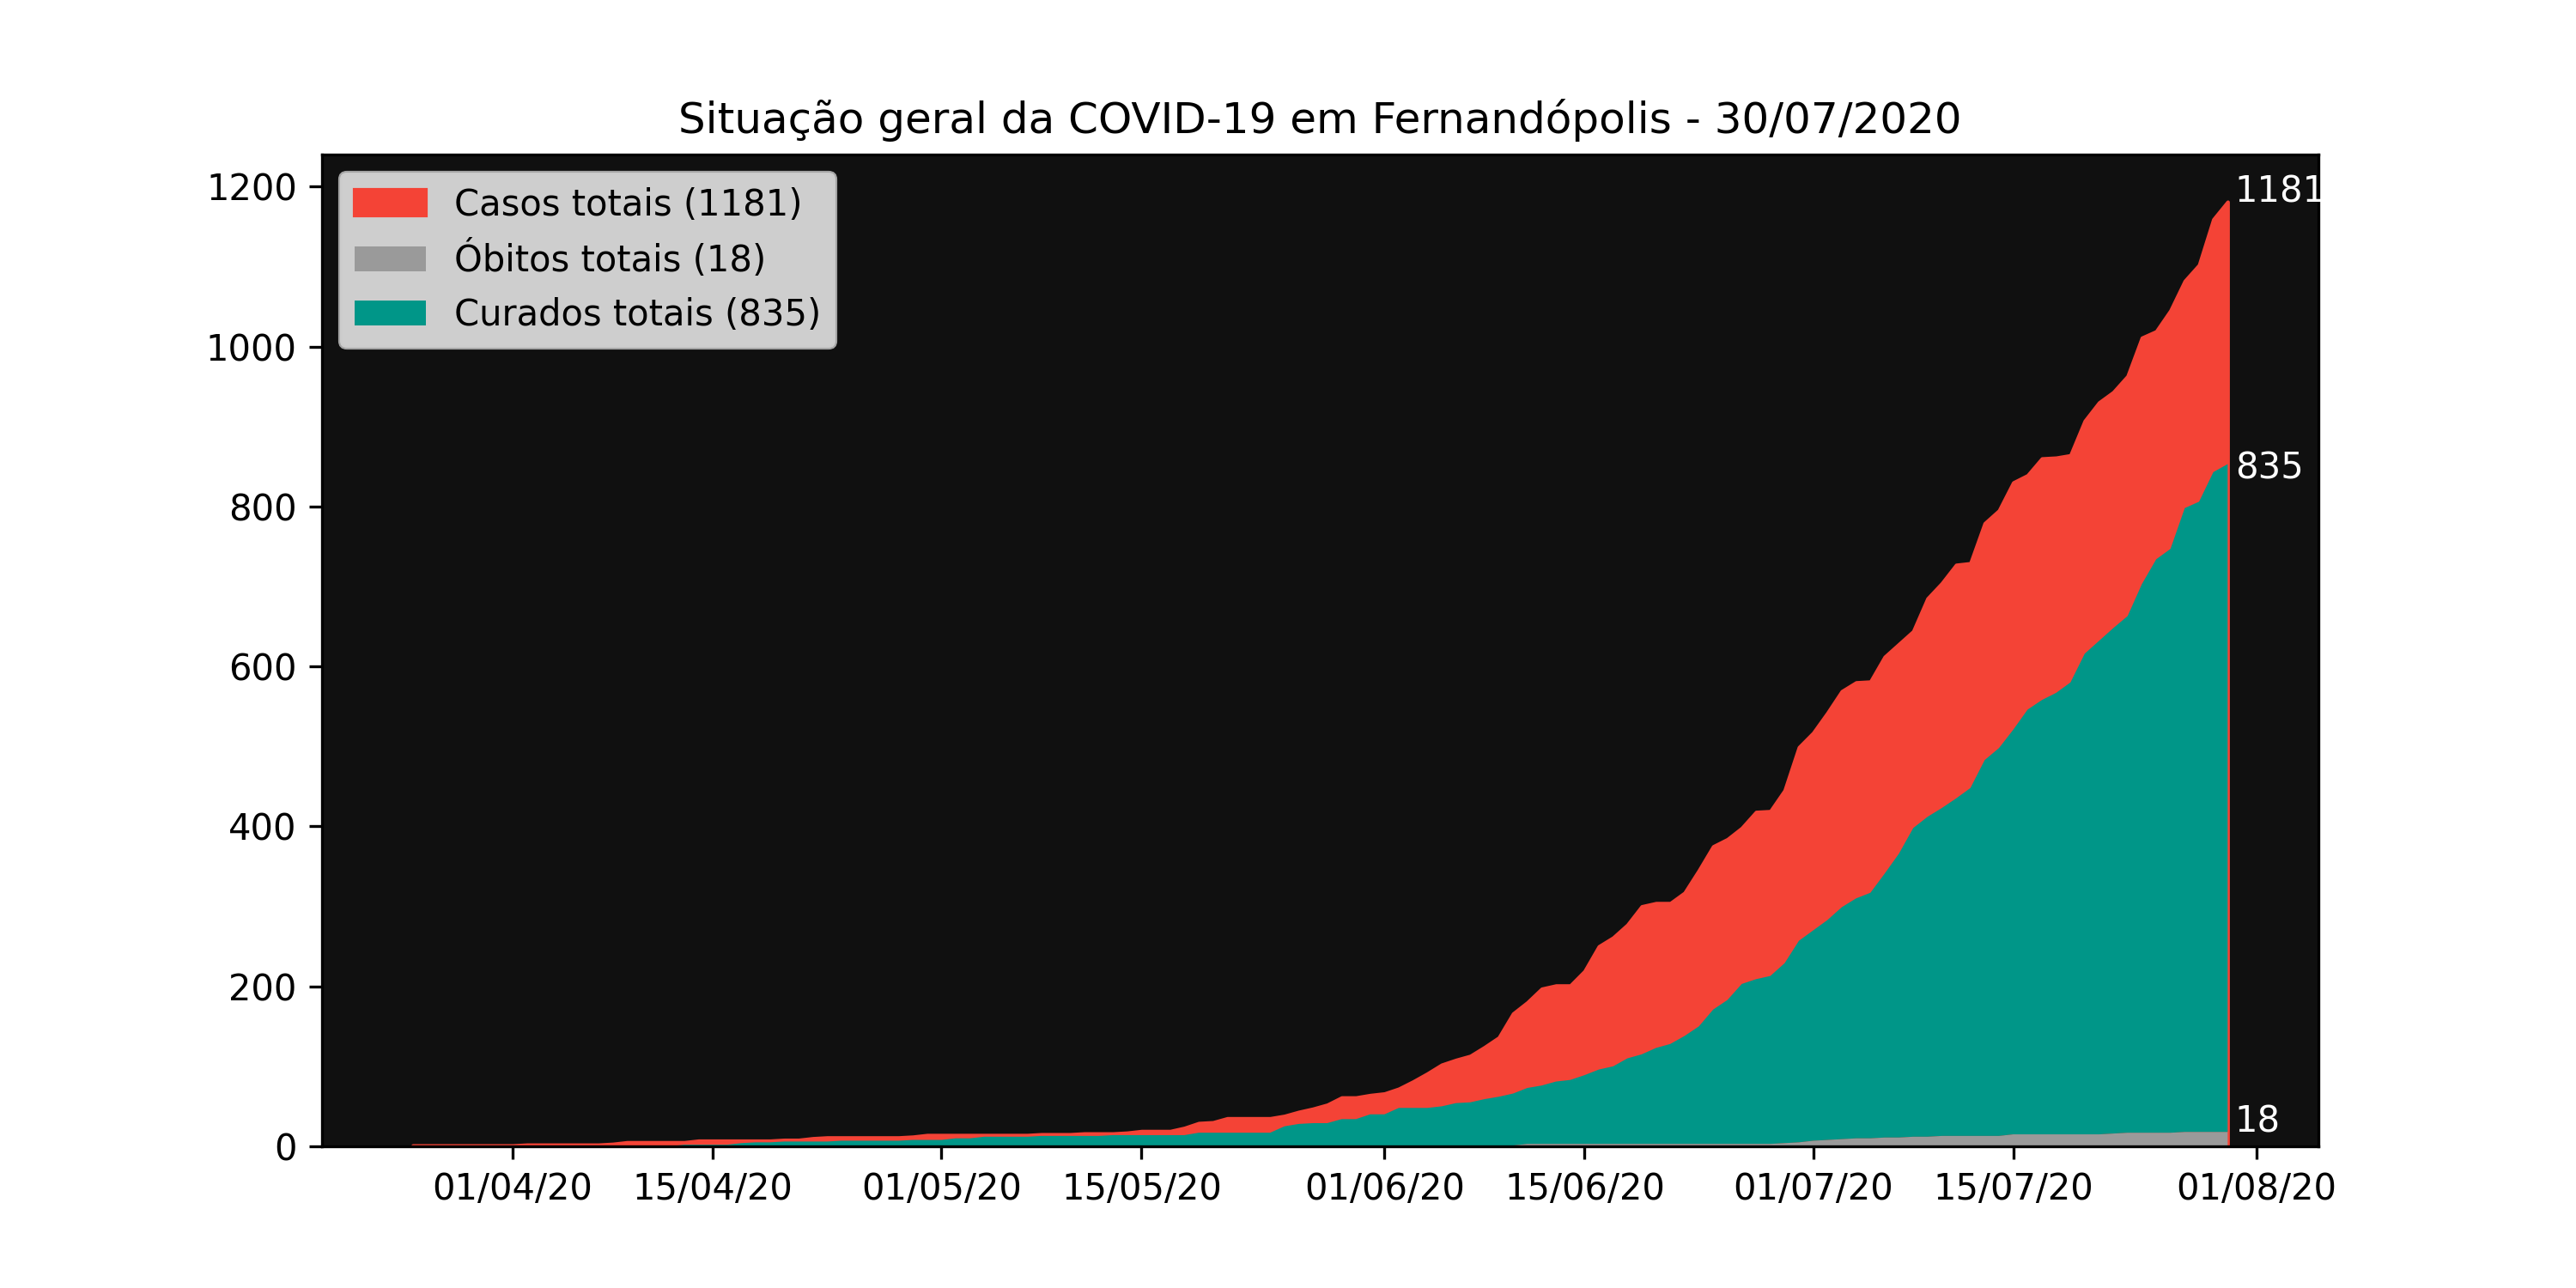 Situação geral da COVID-19 em Fernandópolis - 30/07/2020
Casos totais (1181)
Óbitos totais (18)
Curados totais (835)
1200
1000
800
600
400
200
0
1181
835
18
01/04/20 15/04/20 01/05/20 15/05/20 01/06/20 15/06/20 01/07/20 15/07/20 01/08/20